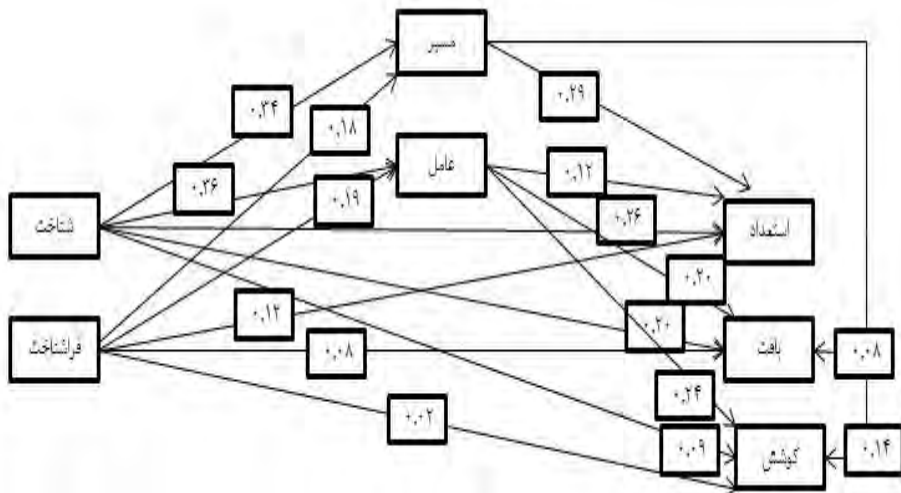 مسیر
۰,۳۴
۰,۲۹
۰,۱۸
عامل
۰,۳۶
۰,۱۲
۰,۱۹
شناخت
۰,۲۶
استعداد
۰,۲۰
۰,۱۲
۰,۲۰
فراشناخت
۰,۰۸
بافت
۰,۰۸
۰,۲۴
۰,۰۲
۰,۰۹
کوشش
۰,۱۴